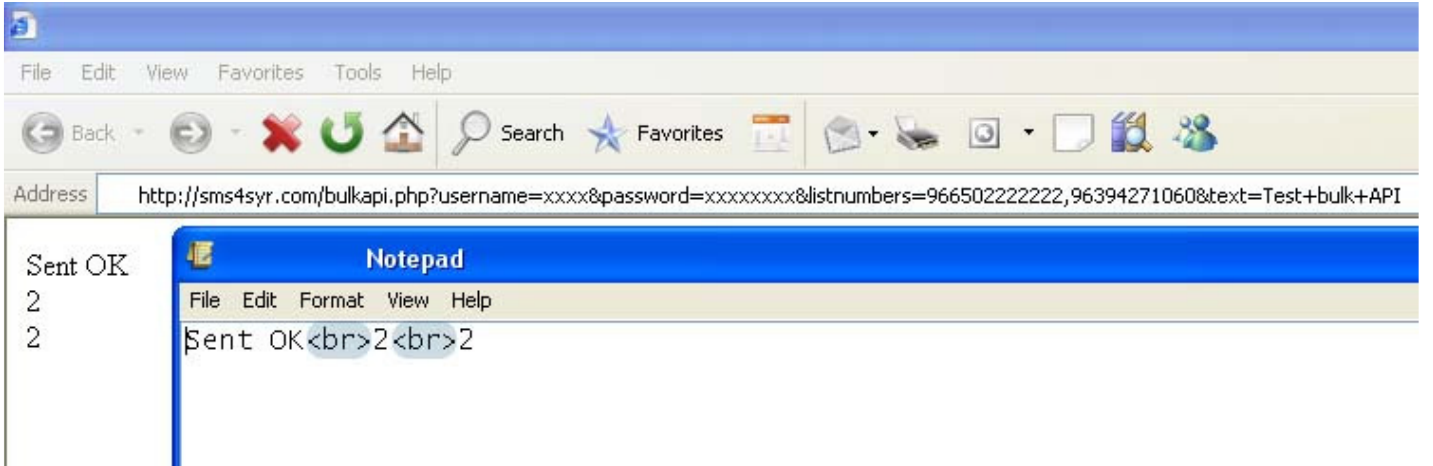 File Edit View Favorites Tools Help
Back Search Favorites
Address http://sms4syr.com/bulkapi.php?username=xxxx&password=xxxxxxxx&listnumbers=966502222222,96394271060&text=Test+bulk+API
Sent OK
2
2
Notepad
File Edit Format View Help
Sent OK<br>2<br>2